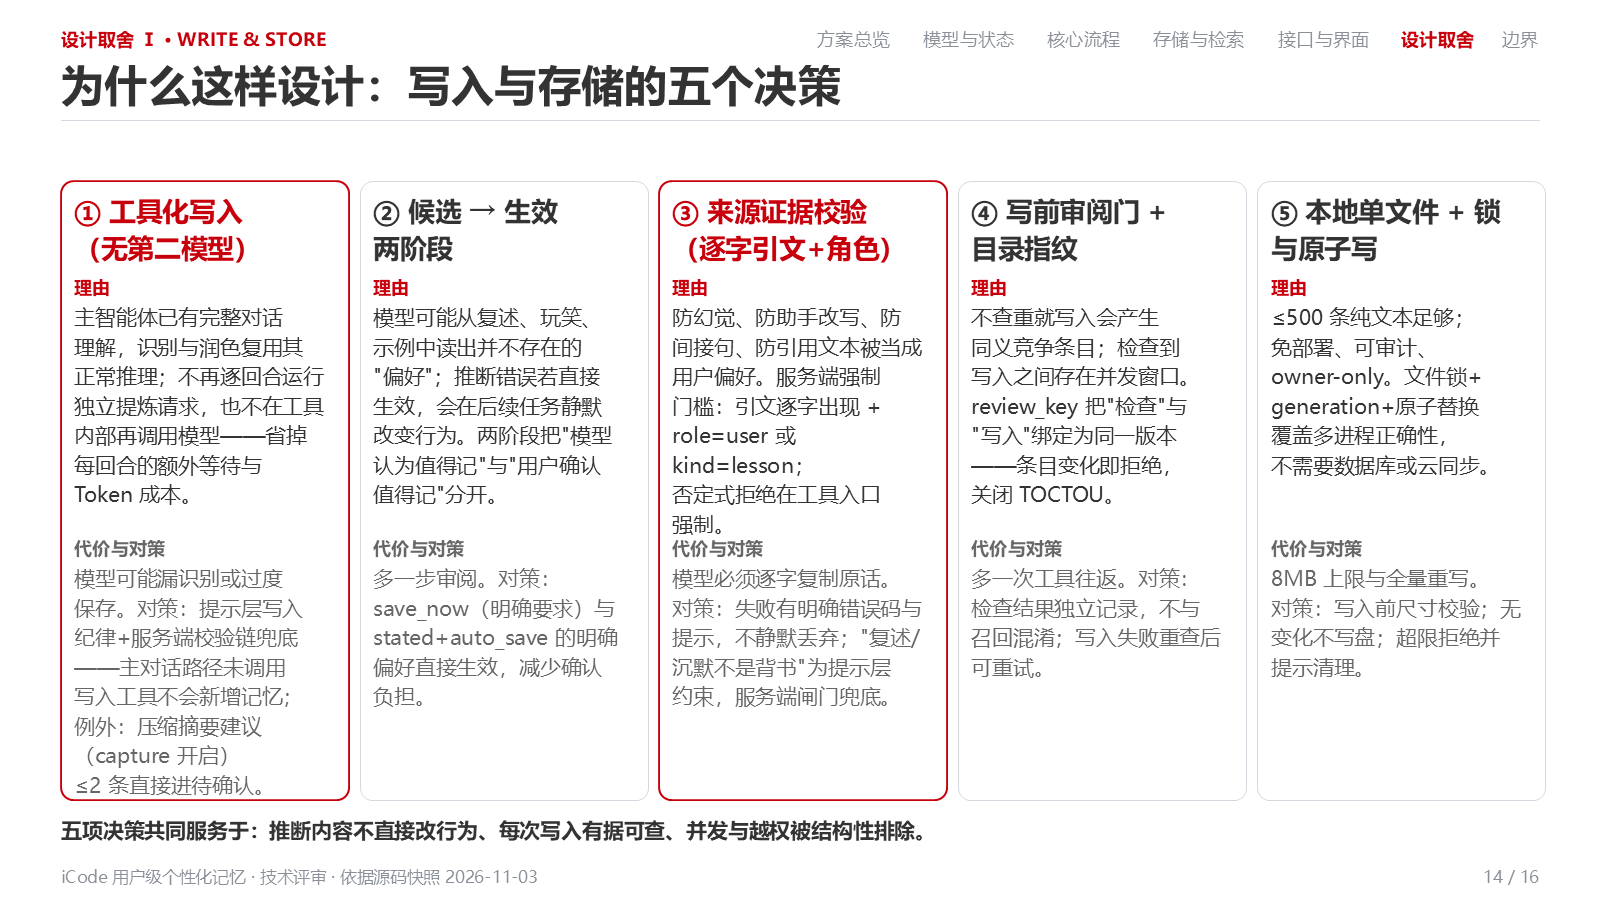 设计取舍 I · WRITE & STORE
方案总览 模型与状态 核心流程 存储与检索 接口与界面 设计取舍 边界
为什么这样设计：写入与存储的五个决策
① 工具化写入
（无第二模型）
理由
主智能体已有完整对话
理解，识别与润色复用其
正常推理；不再逐回合运行
独立提炼请求，也不在工具
内部再调用模型——省掉
每回合的额外等待与
Token 成本。
代价与对策
模型可能漏识别或过度
保存。对策：提示层写入
纪律+服务端校验链兜底
——主对话路径未调用
写入工具不会新增记忆；
例外：压缩摘要建议
（capture 开启）
≤2 条直接进待确认。
② 候选 → 生效
两阶段
理由
模型可能从复述、玩笑、
示例中读出并不存在的
"偏好"；推断错误若直接
生效，会在后续任务静默
改变行为。两阶段把"模型
认为值得记"与"用户确认
值得记"分开。
代价与对策
多一步审阅。对策：
save_now（明确要求）与
stated+auto_save 的明确
偏好直接生效，减少确认
负担。
③ 来源证据校验
（逐字引文+角色）
理由
防幻觉、防助手改写、防
间接句、防引用文本被当成
用户偏好。服务端强制
门槛：引文逐字出现 +
role=user 或
kind=lesson；
否定式拒绝在工具入口
强制。
代价与对策
模型必须逐字复制原话。
对策：失败有明确错误码与
提示，不静默丢弃；"复述/
沉默不是背书"为提示层
约束，服务端闸门兜底。
④ 写前审阅门 +
目录指纹
理由
不查重就写入会产生
同义竞争条目；检查到
写入之间存在并发窗口。
review_key 把"检查"与
"写入"绑定为同一版本
——条目变化即拒绝，
关闭 TOCTOU。
代价与对策
多一次工具往返。对策：
检查结果独立记录，不与
召回混淆；写入失败重查后
可重试。
⑤ 本地单文件 + 锁
与原子写
理由
≤500 条纯文本足够；
免部署、可审计、
owner-only。文件锁+
generation+原子替换
覆盖多进程正确性，
不需要数据库或云同步。
代价与对策
8MB 上限与全量重写。
对策：写入前尺寸校验；无
变化不写盘；超限拒绝并
提示清理。
五项决策共同服务于：推断内容不直接改行为、每次写入有据可查、并发与越权被结构性排除。
iCode 用户级个性化记忆 · 技术评审 · 依据源码快照 2026-11-03
14 / 16